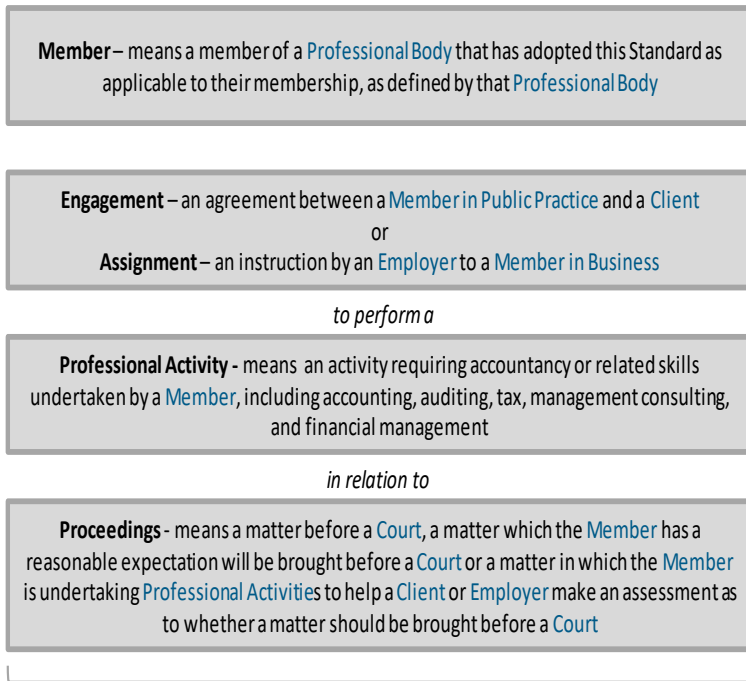 Member – means a member of a Professional Body that has adopted this Standard as
applicable to their membership, as defined by that Professional Body
Engagement – an agreement between a Member in Public Practice and a Client
or
Assignment – an instruction by an Employer to a Member in Business
to perform a
Professional Activity - means an activity requiring accountancy or related skills
undertaken by a Member, including accounting, auditing, tax, management consulting,
and financial management
in relation to
Proceedings - means a matter before a Court, a matter which the Member has a
reasonable expectation will be brought before a Court or a matter in which the Member
is undertaking Professional Activities to help a Client or Employer make an assessment as
to whether a matter should be brought before a Court